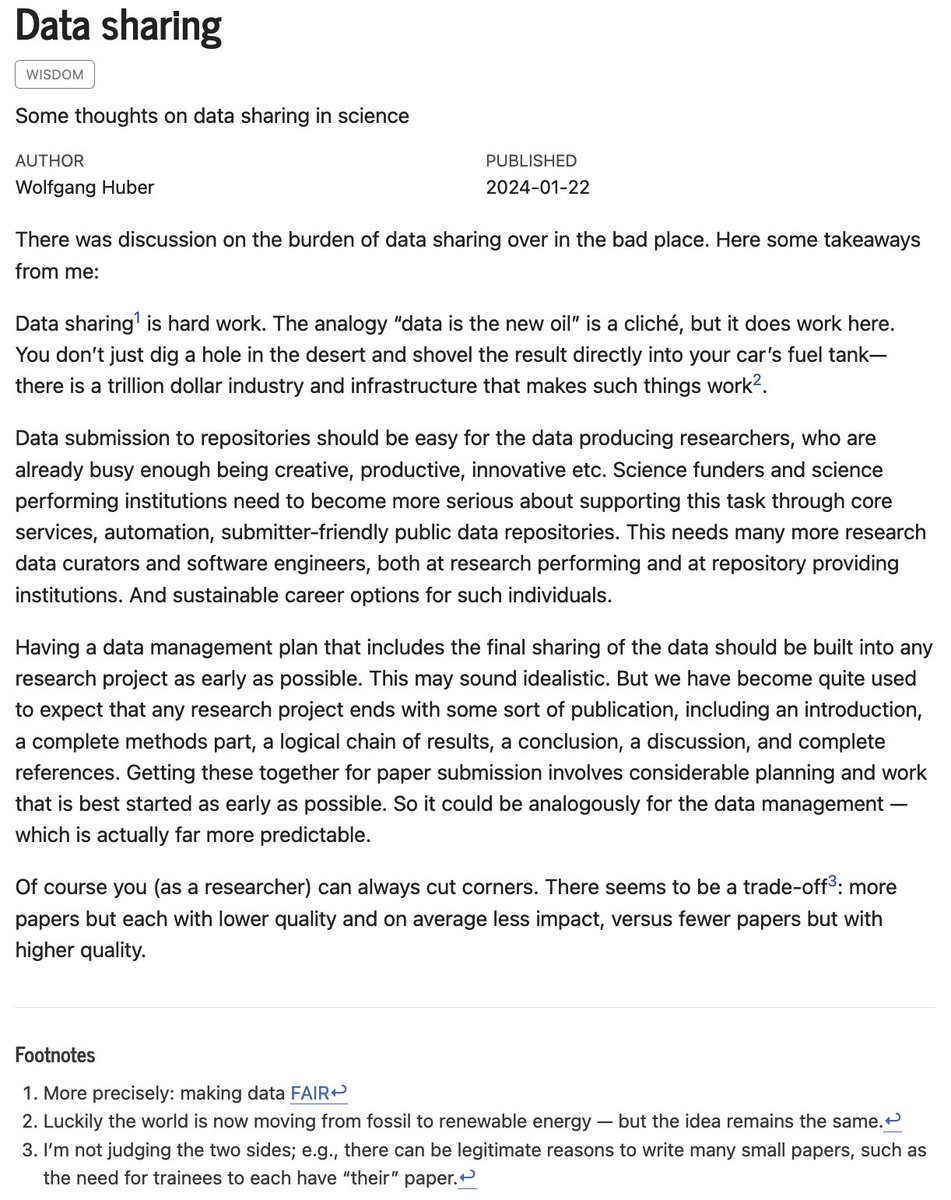 Data sharing
WISDOM
Some thoughts on data sharing in science
AUTHOR
Wolfgang Huber
PUBLISHED
2024-01-22
There was discussion on the burden of data sharing over in the bad place. Here some takeaways
from me:
Data sharing1 is hard work. The analogy “data is the new oil” is a cliché, but it does work here.
You don’t just dig a hole in the desert and shovel the result directly into your car’s fuel tank—
there is a trillion dollar industry and infrastructure that makes such things work2.
Data submission to repositories should be easy for the data producing researchers, who are
already busy enough being creative, productive, innovative etc. Science funders and science
performing institutions need to become more serious about supporting this task through core
services, automation, submitter-friendly public data repositories. This needs many more research
data curators and software engineers, both at research performing and at repository providing
institutions. And sustainable career options for such individuals.
Having a data management plan that includes the final sharing of the data should be built into any
research project as early as possible. This may sound idealistic. But we have become quite used
to expect that any research project ends with some sort of publication, including an introduction,
a complete methods part, a logical chain of results, a conclusion, a discussion, and complete
references. Getting these together for paper submission involves considerable planning and work
that is best started as early as possible. So it could be analogously for the data management —
which is actually far more predictable.
Of course you (as a researcher) can always cut corners. There seems to be a trade-off3: more
papers but each with lower quality and on average less impact, versus fewer papers but with
higher quality.
Footnotes
1. More precisely: making data FAIR↩
2. Luckily the world is now moving from fossil to renewable energy — but the idea remains the same.↩
3. I’m not judging the two sides; e.g., there can be legitimate reasons to write many small papers, such as
the need for trainees to each have “their” paper.↩